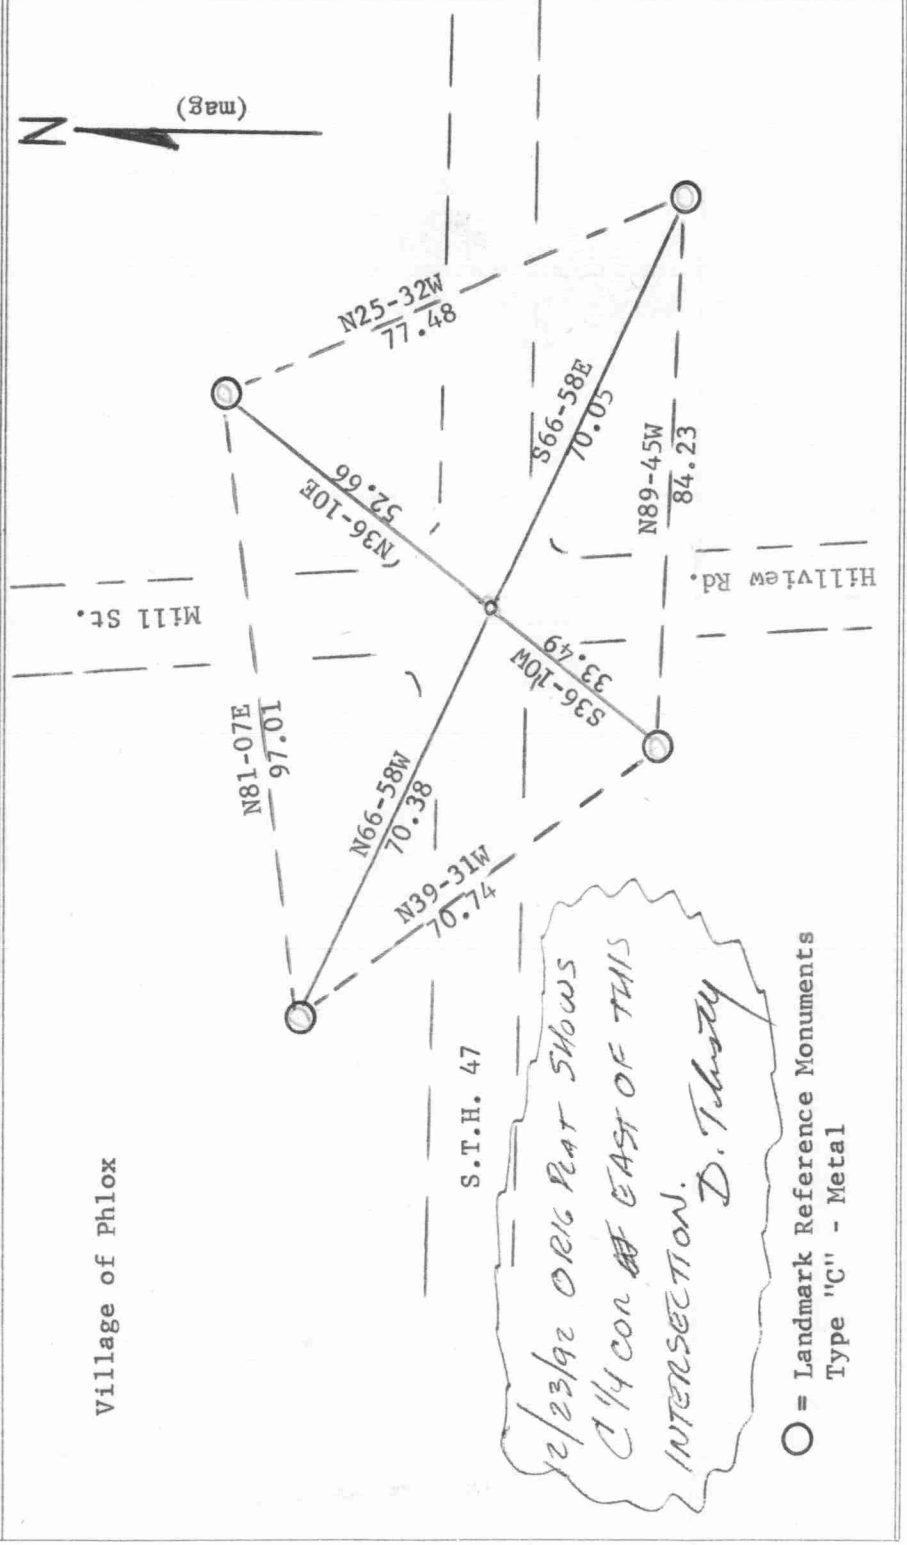 N
(mag)
N25-32W
77.48
N36-10E
52.66
S66-58E
70.05
N89-45W
84.23
Mill St.
Hillview Rd.
S36-10W
33.49
N81-07E
97.01
N66-58W
70.38
N39-31W
70.74
S.T.H. 47
Village of Phlox
12/23/92 ORIG PLAT SHOWS
C 1/4 COR EAST OF THIS
INTERSECTION.
D. Tlusty
= Landmark Reference Monuments
Type "C" - Metal